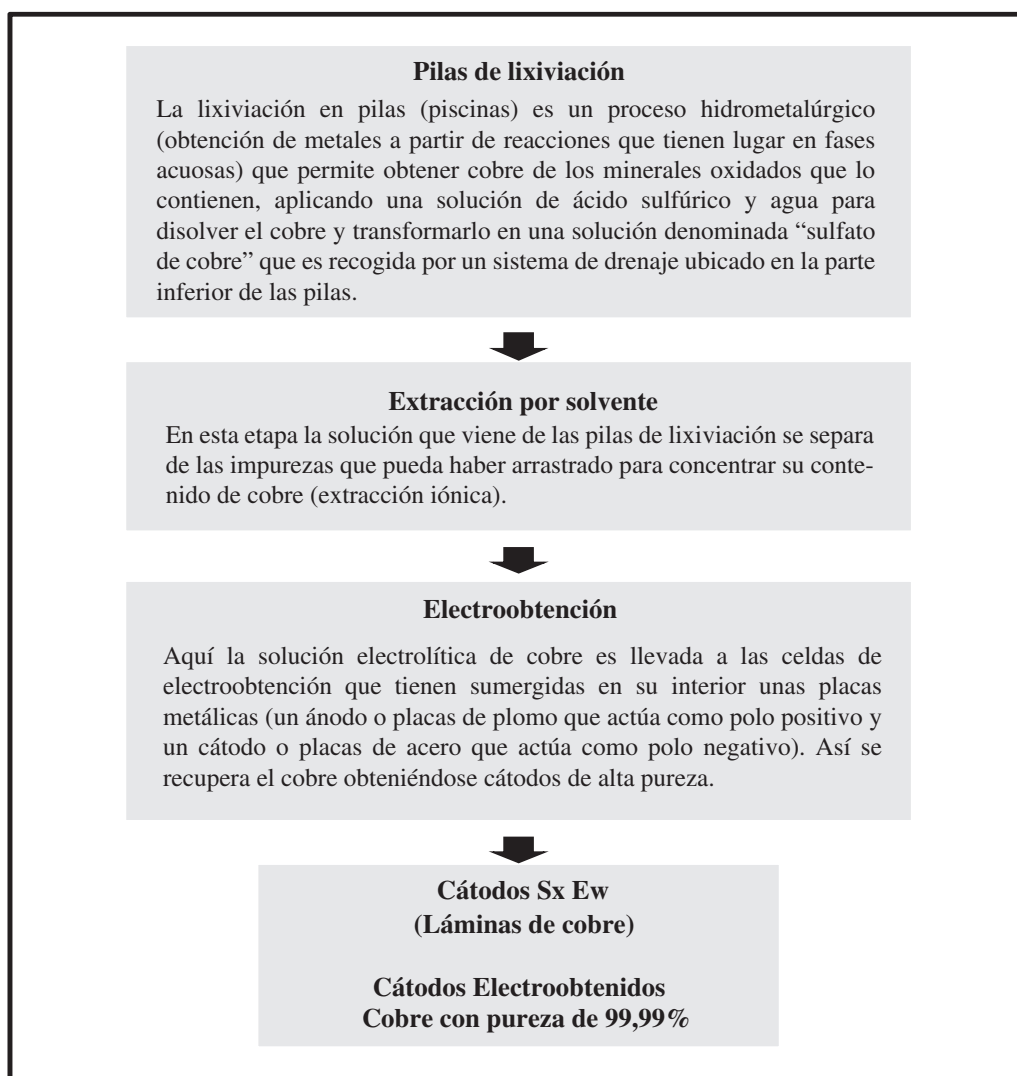 Pilas de lixiviación
La lixiviación en pilas (piscinas) es un proceso hidrometalúrgico
(obtención de metales a partir de reacciones que tienen lugar en fases
acuosas) que permite obtener cobre de los minerales oxidados que lo
contienen, aplicando una solución de ácido sulfúrico y agua para
disolver el cobre y transformarlo en una solución denominada “sulfato
de cobre” que es recogida por un sistema de drenaje ubicado en la parte
inferior de las pilas.
Extracción por solvente
En esta etapa la solución que viene de las pilas de lixiviación se separa
de las impurezas que pueda haber arrastrado para concentrar su conte-
nido de cobre (extracción iónica).
Electroobtención
Aquí la solución electrolítica de cobre es llevada a las celdas de
electroobtención que tienen sumergidas en su interior unas placas
metálicas (un ánodo o placas de plomo que actúa como polo positivo y
un cátodo o placas de acero que actúa como polo negativo). Así se
recupera el cobre obteniéndose cátodos de alta pureza.
Cátodos Sx Ew
(Láminas de cobre)
Cátodos Electroobtenidos
Cobre con pureza de 99,99%